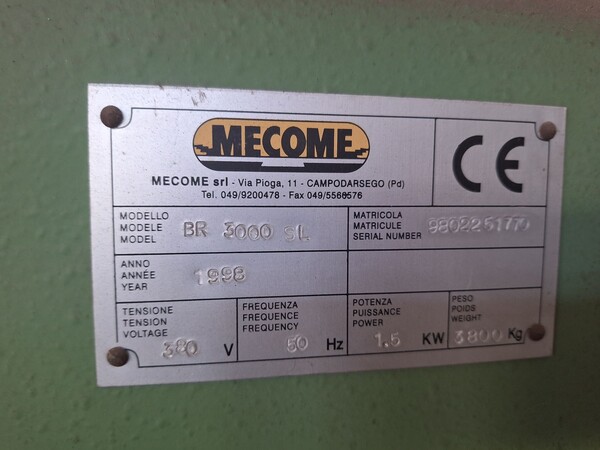 MECOME
CE
MECOME srl - Via Pioga, 11 - CAMPODARSEGO (Pd)
Tel. 049/9200478 - Fax 049/5566576
MODELLO
MODELE
MODEL
BR 3000 SL
MATRICOLA
MATRICULE
SERIAL NUMBER
9802251770
ANNO
ANNÉE
YEAR
1998
TENSIONE
TENSION
VOLTAGE
380 V
FREQUENZA
FREQUENCE
FREQUENCY
50 Hz
POTENZA
PUISSANCE
POWER
1.5 KW
PESO
POIDS
WEIGHT
3800 Kg